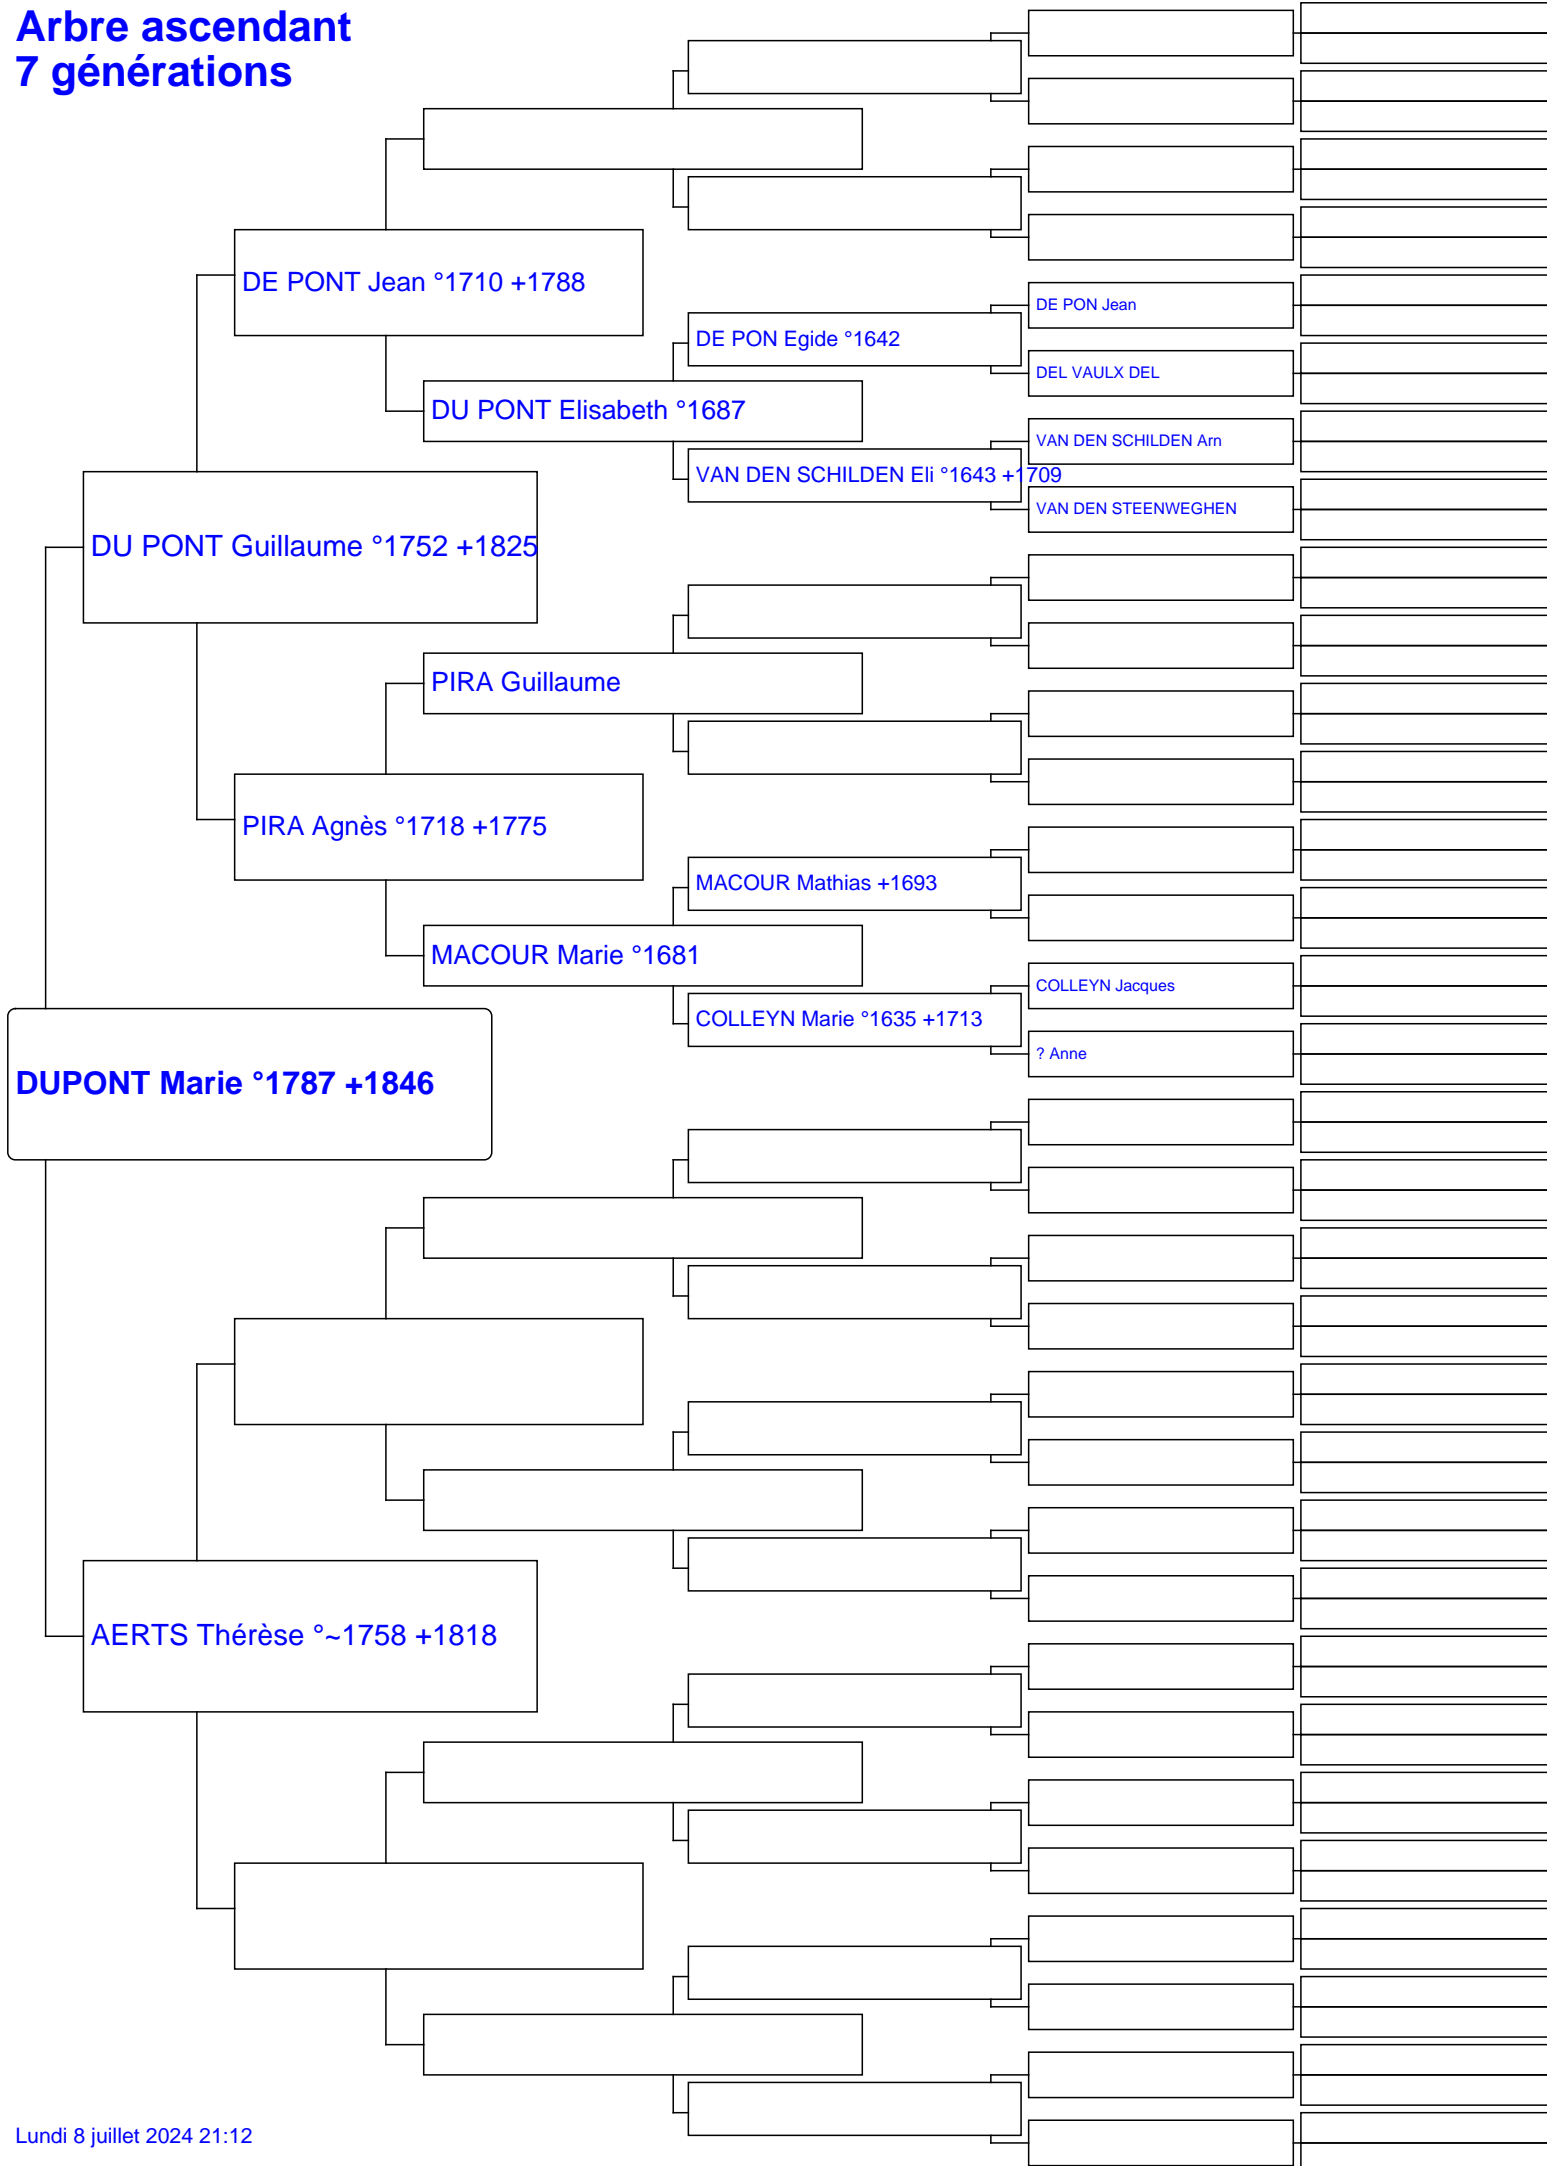 Arbre ascendant
7 générations
DE PONT Jean °1710 +1788
DE PON Jean
DE PON Egide °1642
DEL VAULX DEL
DU PONT Elisabeth °1687
VAN DEN SCHILDEN Arn
VAN DEN SCHILDEN Eli °1643 +1709
VAN DEN STEENWEGHEN
DU PONT Guillaume °1752 +1825
PIRA Guillaume
PIRA Agnès °1718 +1775
MACOUR Mathias +1693
MACOUR Marie °1681
COLLEYN Jacques
COLLEYN Marie °1635 +1713
? Anne
DUPONT Marie °1787 +1846
AERTS Thérèse °~1758 +1818
Lundi 8 juillet 2024 21:12